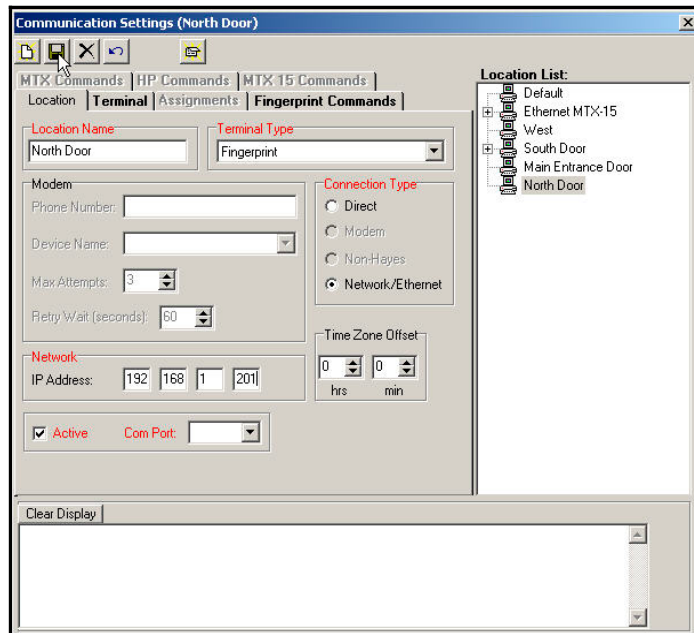 Communication Settings (North Door)
MTX Commands HP Commands MTX 15 Commands
Location Terminal Assignments Fingerprint Commands
Location Name
North Door
Terminal Type
Fingerprint
Modem
Phone Number:
Device Name:
Max Attempts: 3
Retry Wait (seconds): 60
Connection Type
Direct
Modem
Non-Hayes
Network/Ethernet
Network
IP Address: 192 168 1 201
Time Zone Offset
0 0
hrs min
Active Com Port:
Location List:
Default
Ethernet MTX-15
West
South Door
Main Entrance Door
North Door
Clear Display